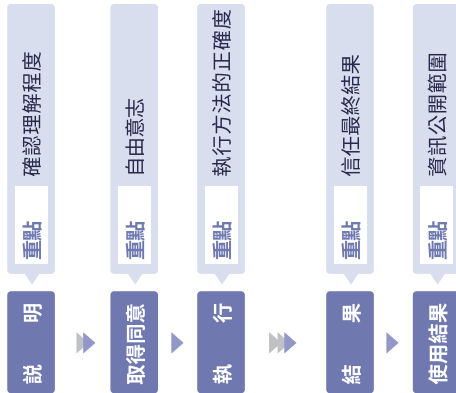 説明
重點 確認理解程度
取得同意
重點 自由意志
執行
重點 執行方法的正確度
結果
重點 信任最終結果
使用結果
重點 資訊公開範圍